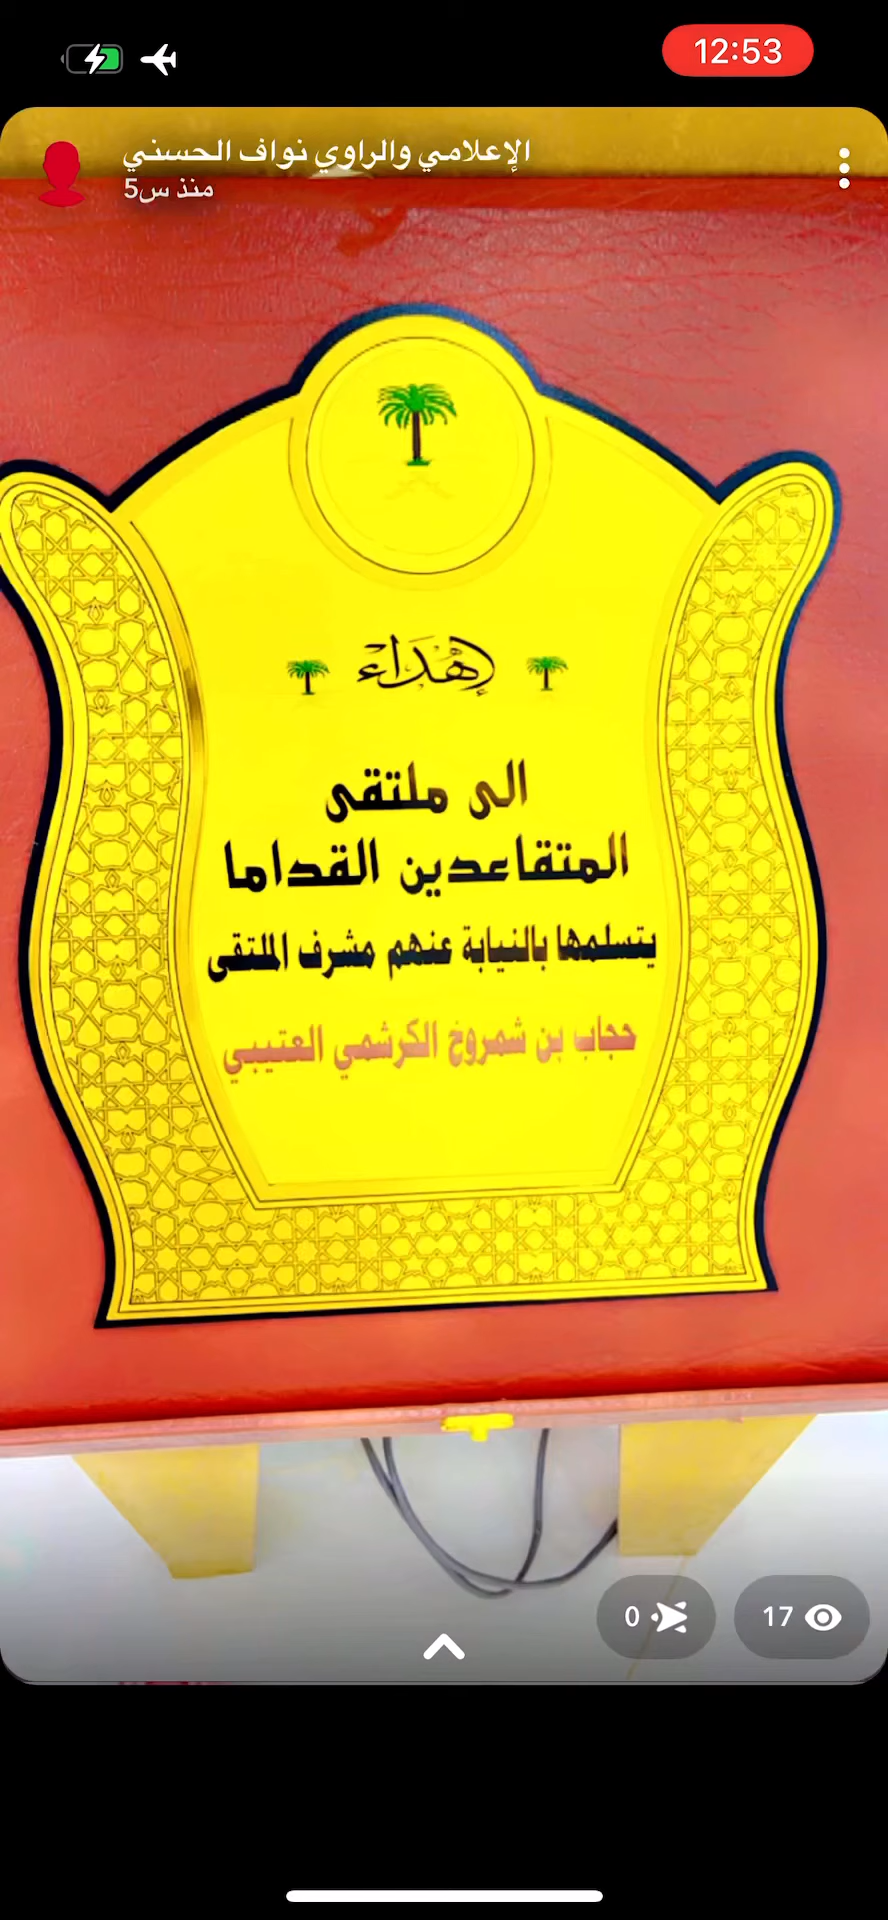 12:53
الإعلامي والراوي نواف الحسني
منذ 5س
إهداء
الى ملتقى
المتقاعدين القداما
يتسلمها بالنيابة عنهم مشرف الملتقى
حجاب بن شمروخ الكرشمي العتيبي
0
17